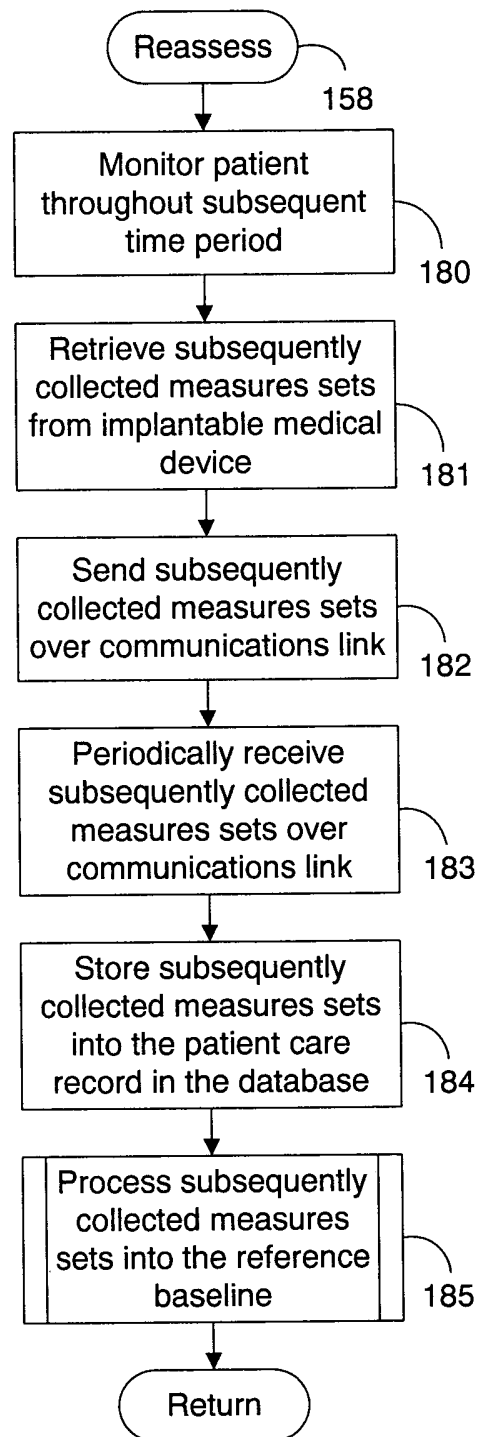 Reassess
158
Monitor patient
throughout subsequent
time period
180
Retrieve subsequently
collected measures sets
from implantable medical
device
181
Send subsequently
collected measures sets
over communications link
182
Periodically receive
subsequently collected
measures sets over
communications link
183
Store subsequently
collected measures sets
into the patient care
record in the database
184
Process subsequently
collected measures
sets into the reference
baseline
185
Return